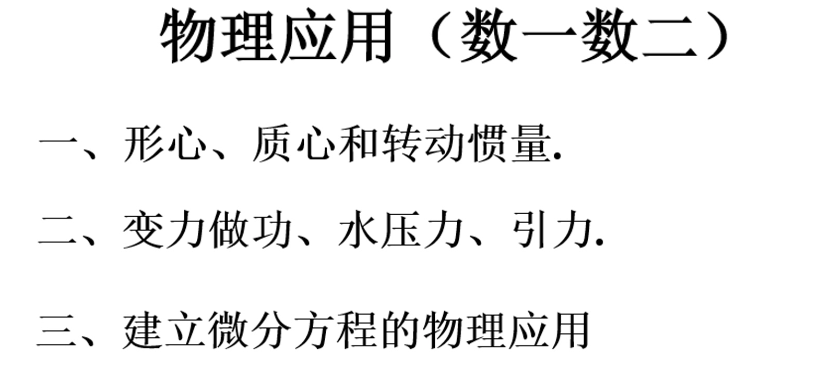 物理应用（数一数二）
一、形心、质心和转动惯量.
二、变力做功、水压力、引力.
三、建立微分方程的物理应用